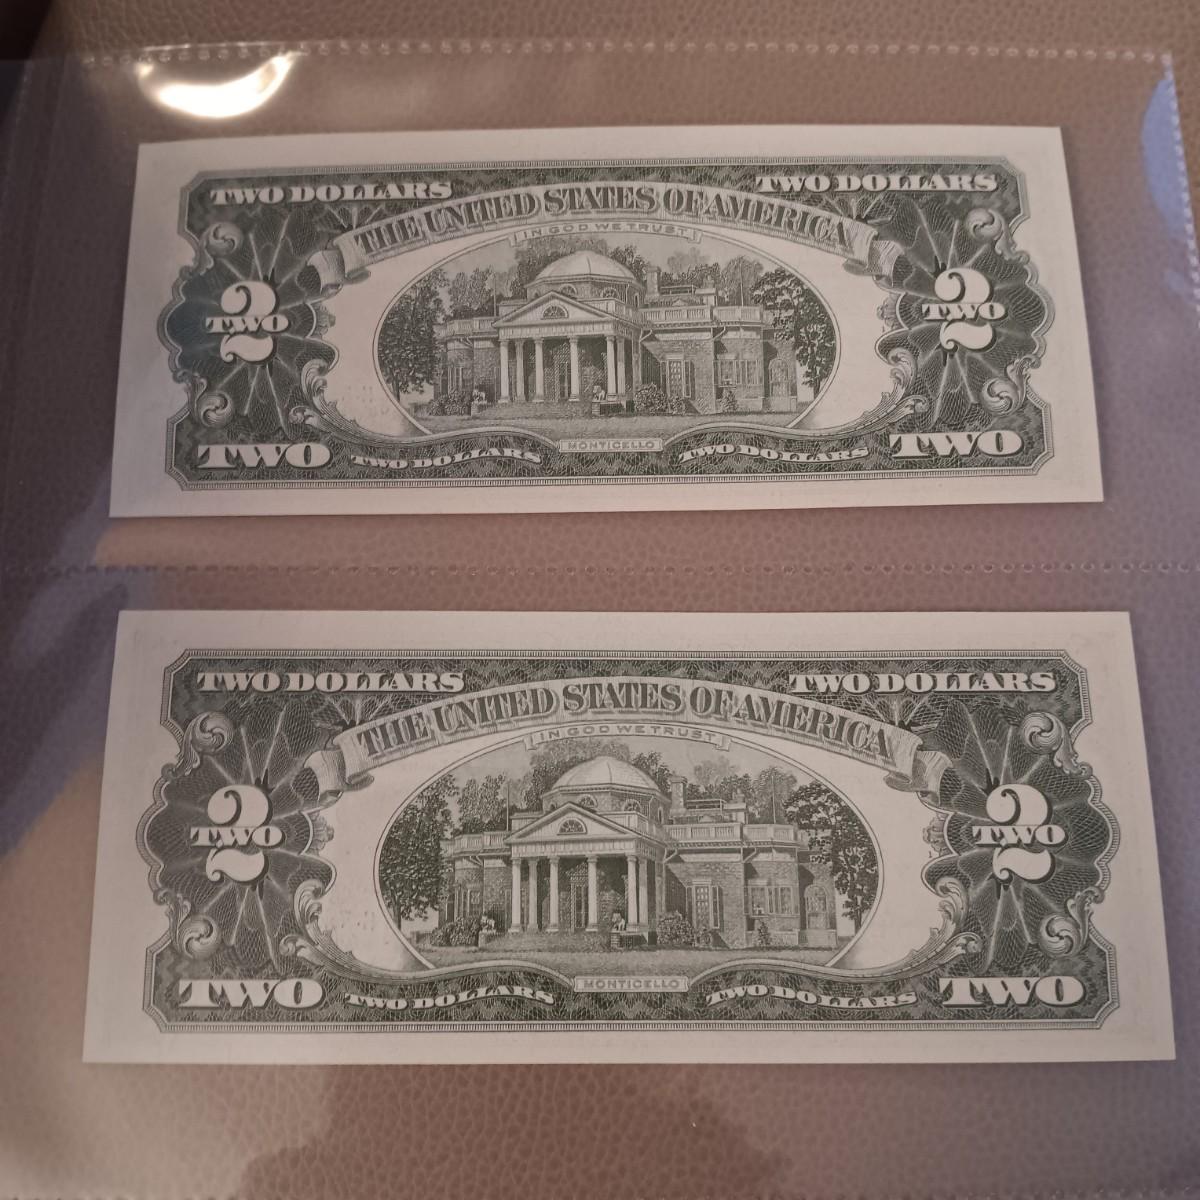 TWO DOLLARS TWO DOLLARS
THE UNITED STATES OF AMERICA
IN GOD WE TRUST
2 TWO 2 TWO
MONTICELLO
TWO TWO DOLLARS TWO DOLLARS TWO
TWO DOLLARS TWO DOLLARS
THE UNITED STATES OF AMERICA
IN GOD WE TRUST
2 TWO 2 TWO
MONTICELLO
TWO TWO DOLLARS TWO DOLLARS TWO